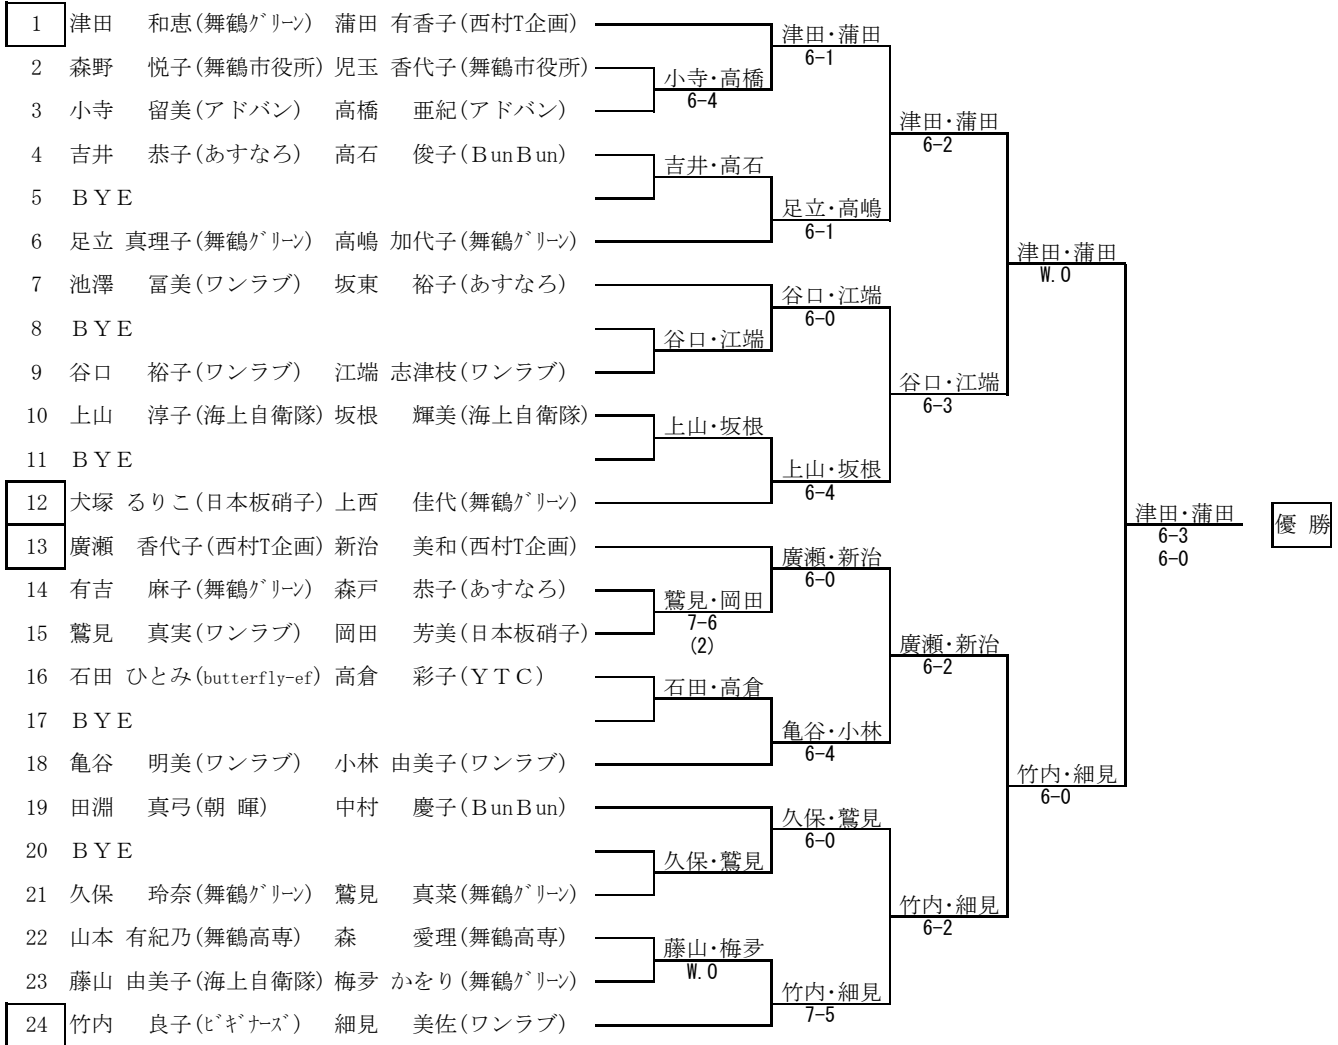 1 津田 和恵(舞鶴ｸﾞﾘｰﾝ) 蒲田 有香子(西村T企画)
2 森野 悦子(舞鶴市役所) 児玉 香代子(舞鶴市役所)
3 小寺 留美(アドバン) 高橋 亜紀(アドバン)
4 吉井 恭子(あすなろ) 高石 俊子(ＢunＢun)
5 ＢＹＥ
6 足立 真理子(舞鶴ｸﾞﾘｰﾝ) 高嶋 加代子(舞鶴ｸﾞﾘｰﾝ)
7 池澤 冨美(ワンラブ) 坂東 裕子(あすなろ)
8 ＢＹＥ
9 谷口 裕子(ワンラブ) 江端 志津枝(ワンラブ)
10 上山 淳子(海上自衛隊) 坂根 輝美(海上自衛隊)
11 ＢＹＥ
12 犬塚 るりこ(日本板硝子) 上西 佳代(舞鶴ｸﾞﾘｰﾝ)
13 廣瀬 香代子(西村T企画) 新治 美和(西村T企画)
14 有吉 麻子(舞鶴ｸﾞﾘｰﾝ) 森戸 恭子(あすなろ)
15 鷲見 真実(ワンラブ) 岡田 芳美(日本板硝子)
16 石田 ひとみ(butterfly-ef) 高倉 彩子(ＹＴＣ)
17 ＢＹＥ
18 亀谷 明美(ワンラブ) 小林 由美子(ワンラブ)
19 田淵 真弓(朝 暉) 中村 慶子(ＢunＢun)
20 ＢＹＥ
21 久保 玲奈(舞鶴ｸﾞﾘｰﾝ) 鷲見 真菜(舞鶴ｸﾞﾘｰﾝ)
22 山本 有紀乃(舞鶴高専) 森 愛理(舞鶴高専)
23 藤山 由美子(海上自衛隊) 梅夛 かをり(舞鶴ｸﾞﾘｰﾝ)
24 竹内 良子(ﾋﾞｷﾞﾅｰｽﾞ) 細見 美佐(ワンラブ)
小寺・高橋
6-4
吉井・高石
谷口・江端
上山・坂根
鷲見・岡田
7-6
(2)
石田・高倉
久保・鷲見
藤山・梅夛
W.0
津田・蒲田
6-1
足立・高嶋
6-1
谷口・江端
6-0
上山・坂根
6-4
廣瀬・新治
6-0
亀谷・小林
6-4
久保・鷲見
6-0
竹内・細見
7-5
津田・蒲田
6-2
谷口・江端
6-3
廣瀬・新治
6-2
竹内・細見
6-2
津田・蒲田
W.0
竹内・細見
6-0
津田・蒲田
6-3
6-0
優 勝